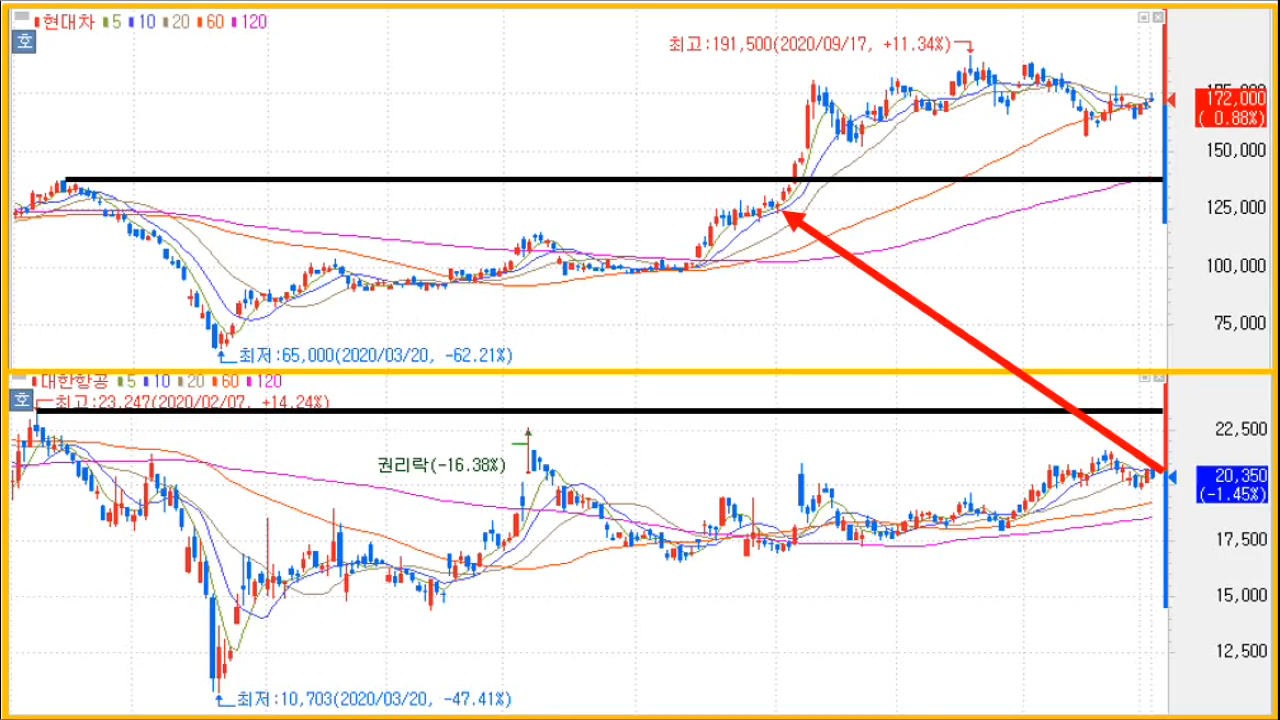 현대차 5 10 20 60 120
호
최고:191,500(2020/09/17, +11.34%)
172,000
( 0.88%)
150,000
125,000
100,000
75,000
최저:65,000(2020/03/20, -62.21%)
대한항공 5 10 20 60 120
호
최고:23,247(2020/02/07, +14.24%)
22,500
권리락(-16.38%)
20,350
(-1.45%)
17,500
15,000
12,500
최저:10,703(2020/03/20, -47.41%)